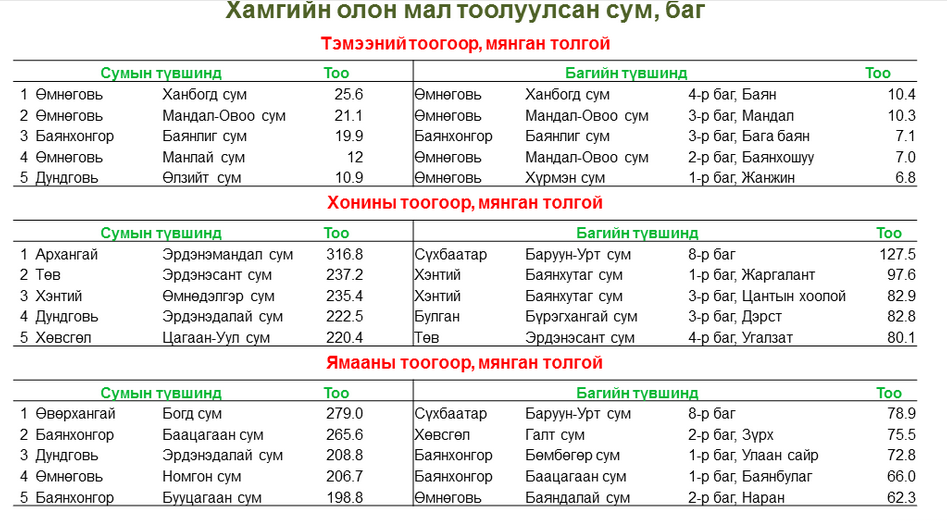 Хамгийн олон мал тоолуулсан сум, баг
Тэмээний тоогоор, мянган толгой
Сумын түвшинд Тоо Багийн түвшинд Тоо
1 Өмнөговь Ханбогд сум 25.6 Өмнөговь Ханбогд сум 4-р баг, Баян 10.4
2 Өмнөговь Мандал-Овоо сум 21.1 Өмнөговь Мандал-Овоо сум 3-р баг, Мандал 10.3
3 Баянхонгор Баянлиг сум 19.9 Баянхонгор Баянлиг сум 3-р баг, Бага баян 7.1
4 Өмнөговь Манлай сум 12 Өмнөговь Мандал-Овоо сум 2-р баг, Баянхошуу 7.0
5 Дундговь Өлзийт сум 10.9 Өмнөговь Хүрмэн сум 1-р баг, Жанжин 6.8
Хонины тоогоор, мянган толгой
Сумын түвшинд Тоо Багийн түвшинд Тоо
1 Архангай Эрдэнэмандал сум 316.8 Сүхбаатар Баруун-Урт сум 8-р баг 127.5
2 Төв Эрдэнэсант сум 237.2 Хэнтий Баянхутаг сум 1-р баг, Жаргалант 97.6
3 Хэнтий Өмнөдэлгэр сум 235.4 Хэнтий Баянхутаг сум 3-р баг, Цантын хоолой 82.9
4 Дундговь Эрдэнэдалай сум 222.5 Булган Бүрэгхангай сум 3-р баг, Дэрст 82.8
5 Хөвсгөл Цагаан-Уул сум 220.4 Төв Эрдэнэсант сум 4-р баг, Угалзат 80.1
Ямааны тоогоор, мянган толгой
Сумын түвшинд Тоо Багийн түвшинд Тоо
1 Өвөрхангай Богд сум 279.0 Сүхбаатар Баруун-Урт сум 8-р баг 78.9
2 Баянхонгор Баацагаан сум 265.6 Хөвсгөл Галт сум 2-р баг, Зүрх 75.5
3 Дундговь Эрдэнэдалай сум 208.8 Баянхонгор Бөмбөгөр сум 1-р баг, Улаан сайр 72.8
4 Өмнөговь Номгон сум 206.7 Баянхонгор Баацагаан сум 1-р баг, Баянбулаг 66.0
5 Баянхонгор Бууцагаан сум 198.8 Өмнөговь Баяндалай сум 2-р баг, Наран 62.3